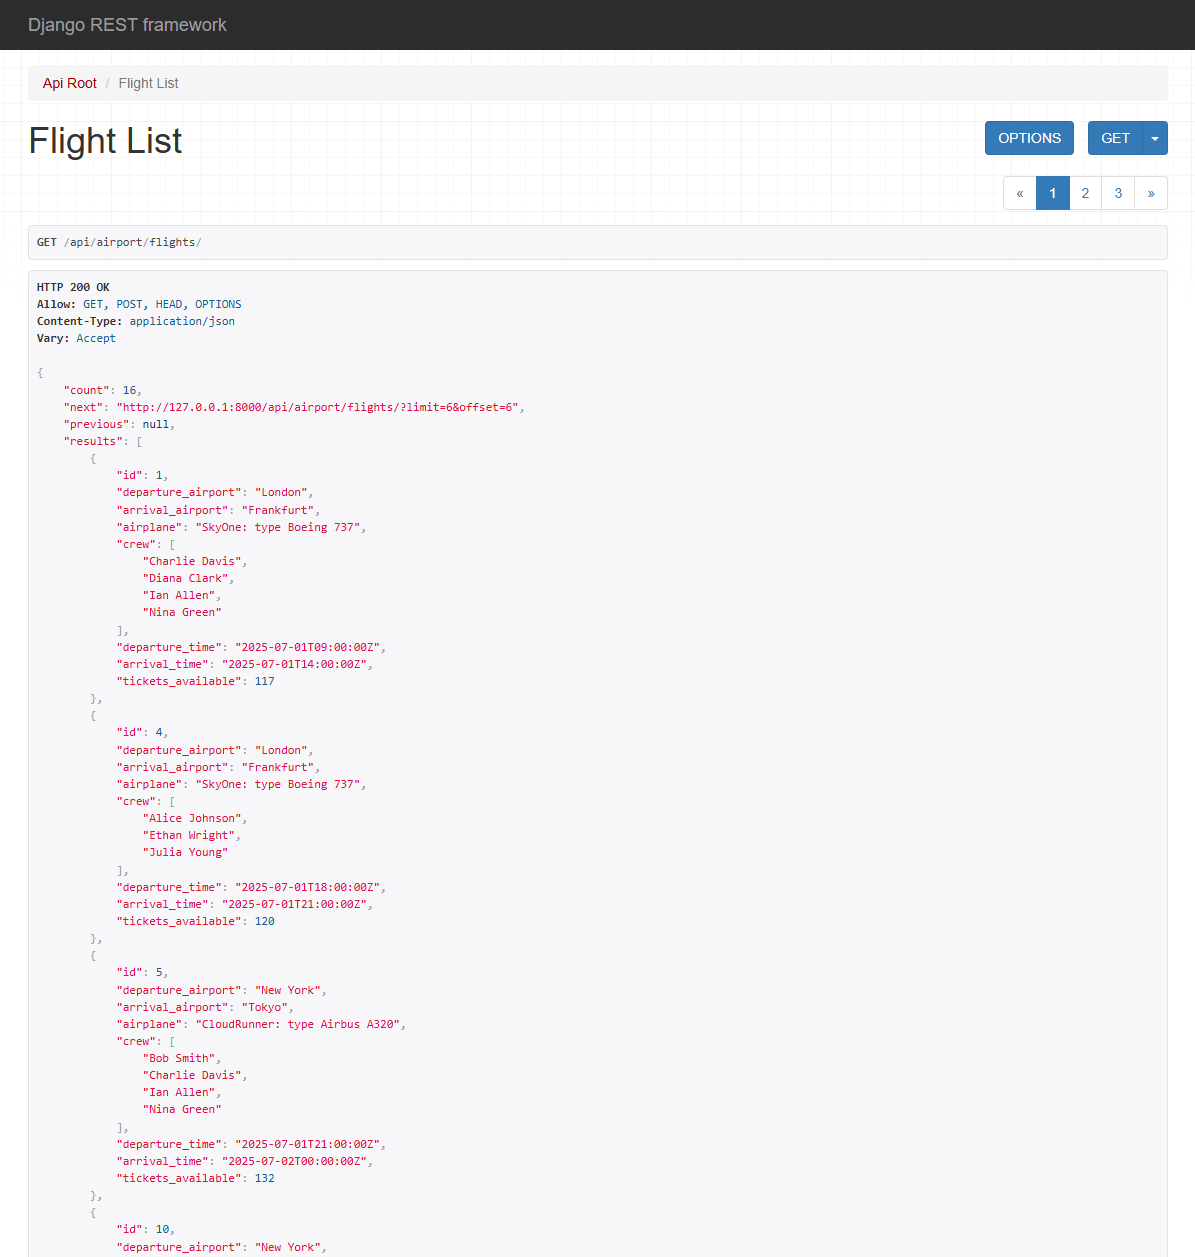 Django REST framework
Api Root / Flight List
Flight List
OPTIONS GET
« 1 2 3 »
GET /api/airport/flights/
HTTP 200 OK
Allow: GET, POST, HEAD, OPTIONS
Content-Type: application/json
Vary: Accept
{
    "count": 16,
    "next": "http://127.0.0.1:8000/api/airport/flights/?limit=6&offset=6",
    "previous": null,
    "results": [
        {
            "id": 1,
            "departure_airport": "London",
            "arrival_airport": "Frankfurt",
            "airplane": "SkyOne: type Boeing 737",
            "crew": [
                "Charlie Davis",
                "Diana Clark",
                "Ian Allen",
                "Nina Green"
            ],
            "departure_time": "2025-07-01T09:00:00Z",
            "arrival_time": "2025-07-01T14:00:00Z",
            "tickets_available": 117
        },
        {
            "id": 4,
            "departure_airport": "London",
            "arrival_airport": "Frankfurt",
            "airplane": "SkyOne: type Boeing 737",
            "crew": [
                "Alice Johnson",
                "Ethan Wright",
                "Julia Young"
            ],
            "departure_time": "2025-07-01T18:00:00Z",
            "arrival_time": "2025-07-01T21:00:00Z",
            "tickets_available": 120
        },
        {
            "id": 5,
            "departure_airport": "New York",
            "arrival_airport": "Tokyo",
            "airplane": "CloudRunner: type Airbus A320",
            "crew": [
                "Bob Smith",
                "Charlie Davis",
                "Ian Allen",
                "Nina Green"
            ],
            "departure_time": "2025-07-01T21:00:00Z",
            "arrival_time": "2025-07-02T00:00:00Z",
            "tickets_available": 132
        },
        {
            "id": 10,
            "departure_airport": "New York",